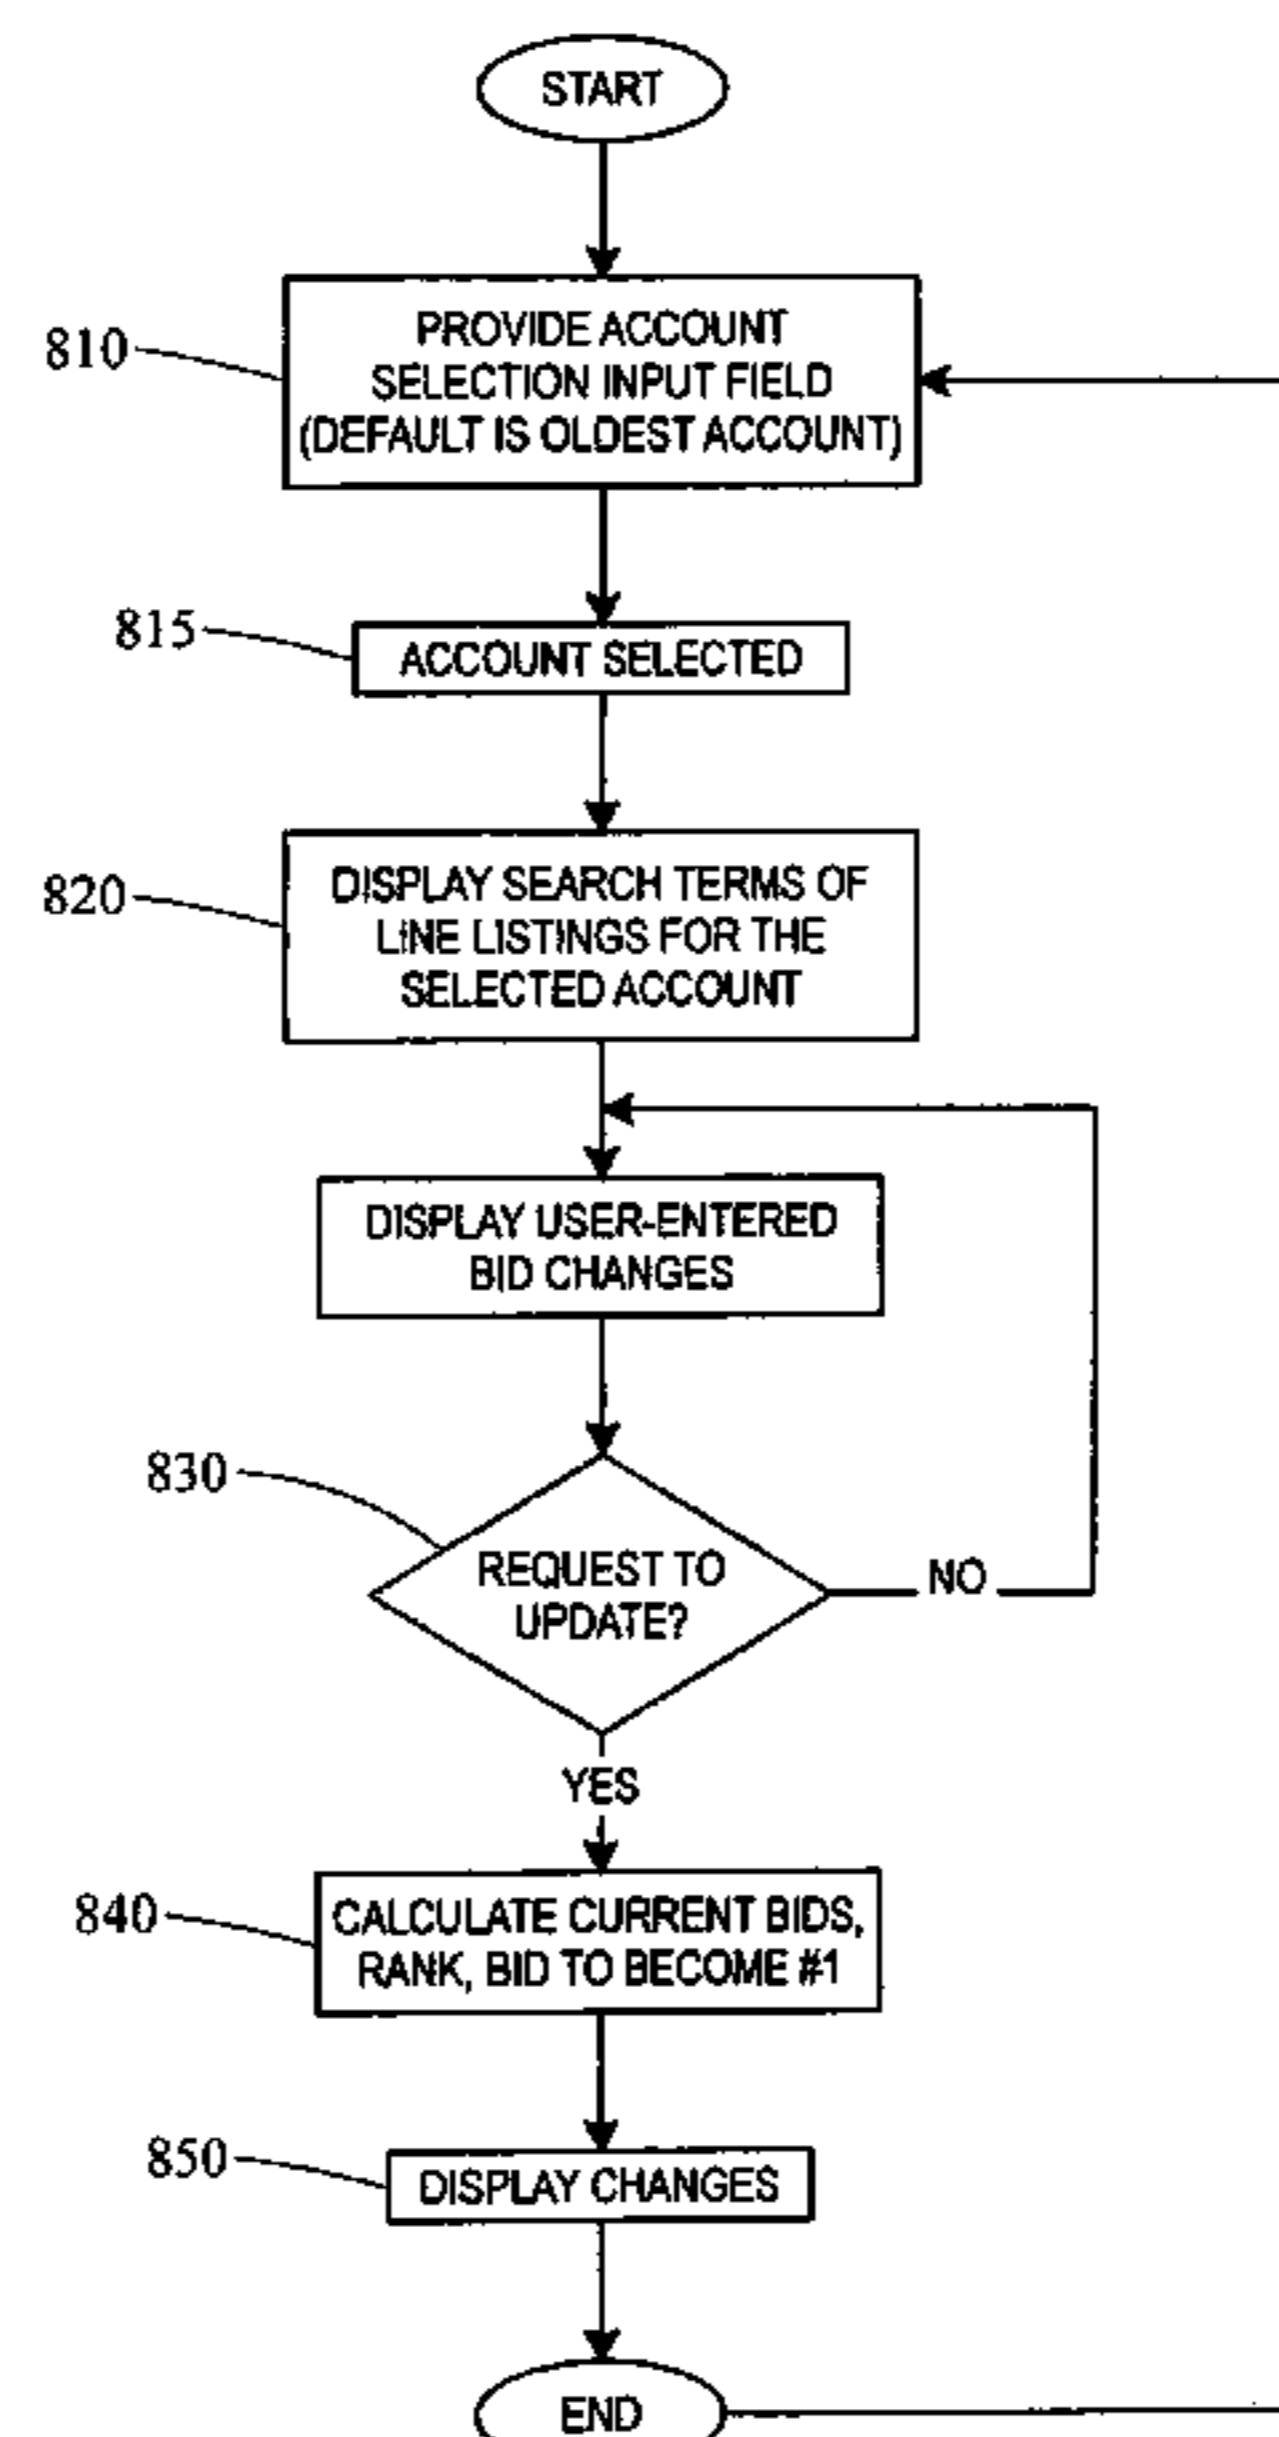 START
810
PROVIDE ACCOUNT
SELECTION INPUT FIELD
(DEFAULT IS OLDEST ACCOUNT)
815
ACCOUNT SELECTED
820
DISPLAY SEARCH TERMS OF
LINE LISTINGS FOR THE
SELECTED ACCOUNT
DISPLAY USER-ENTERED
BID CHANGES
830
REQUEST TO
UPDATE?
NO
YES
840
CALCULATE CURRENT BIDS,
RANK, BID TO BECOME #1
850
DISPLAY CHANGES
END